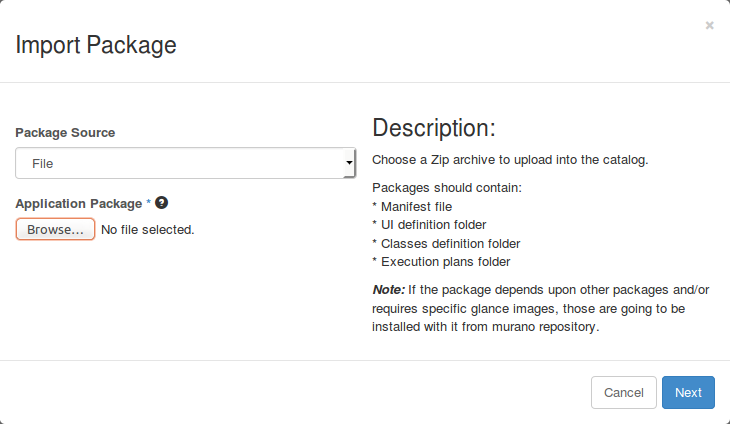 Import Package
×
Package Source
File
Application Package * ?
Browse... No file selected.
Description:
Choose a Zip archive to upload into the catalog.
Packages should contain:
* Manifest file
* UI definition folder
* Classes definition folder
* Execution plans folder
Note: If the package depends upon other packages and/or
requires specific glance images, those are going to be
installed with it from murano repository.
Cancel Next